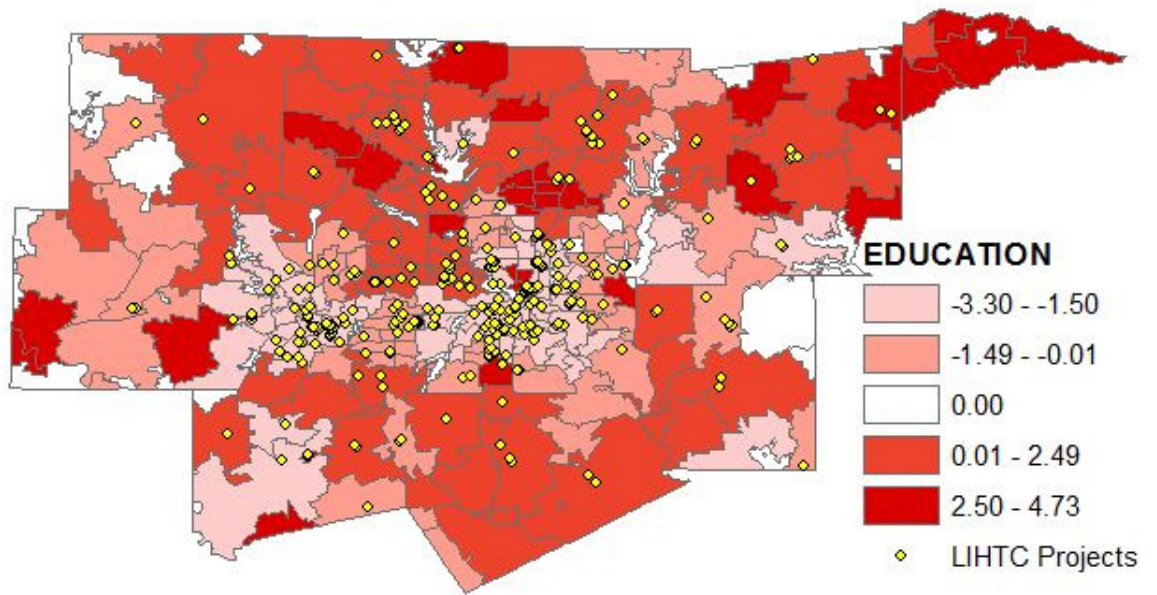 EDUCATION
-3.30 - -1.50
-1.49 - -0.01
0.00
0.01 - 2.49
2.50 - 4.73
LIHTC Projects